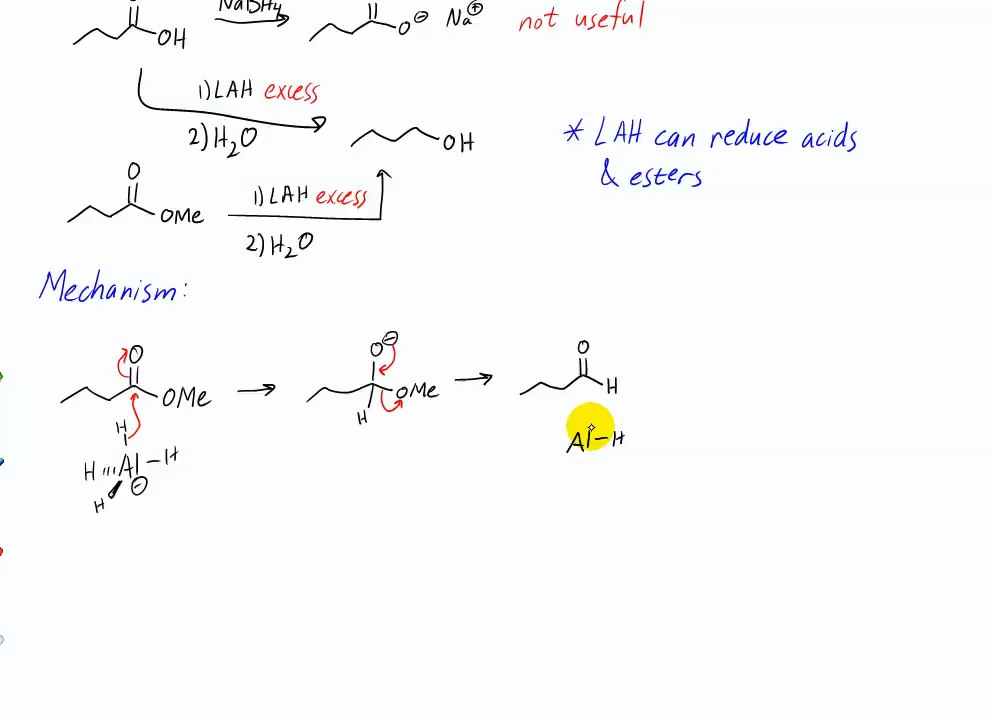 NaBH4
O
OH
O⊖ Na⊕
not useful
1) LAH excess
2) H2O
OH
* LAH can reduce acids
& esters
O
OMe
1) LAH excess
2) H2O
Mechanism:
O
OMe
H
H Al-H
⊖
H
O⊖
OMe
H
O
H
Al-H